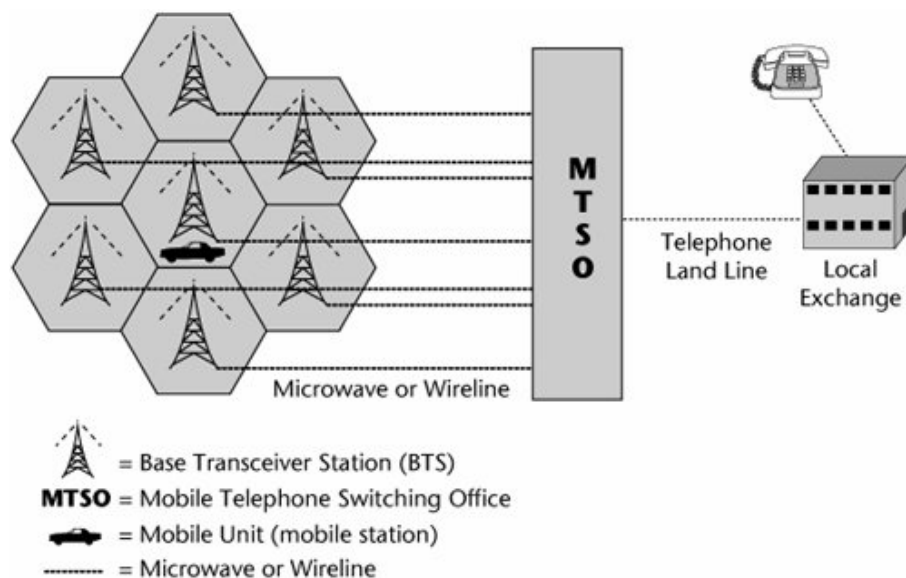 M
T
S
O
Telephone
Land Line
Local
Exchange
Microwave or Wireline
= Base Transceiver Station (BTS)
MTSO = Mobile Telephone Switching Office
= Mobile Unit (mobile station)
= Microwave or Wireline